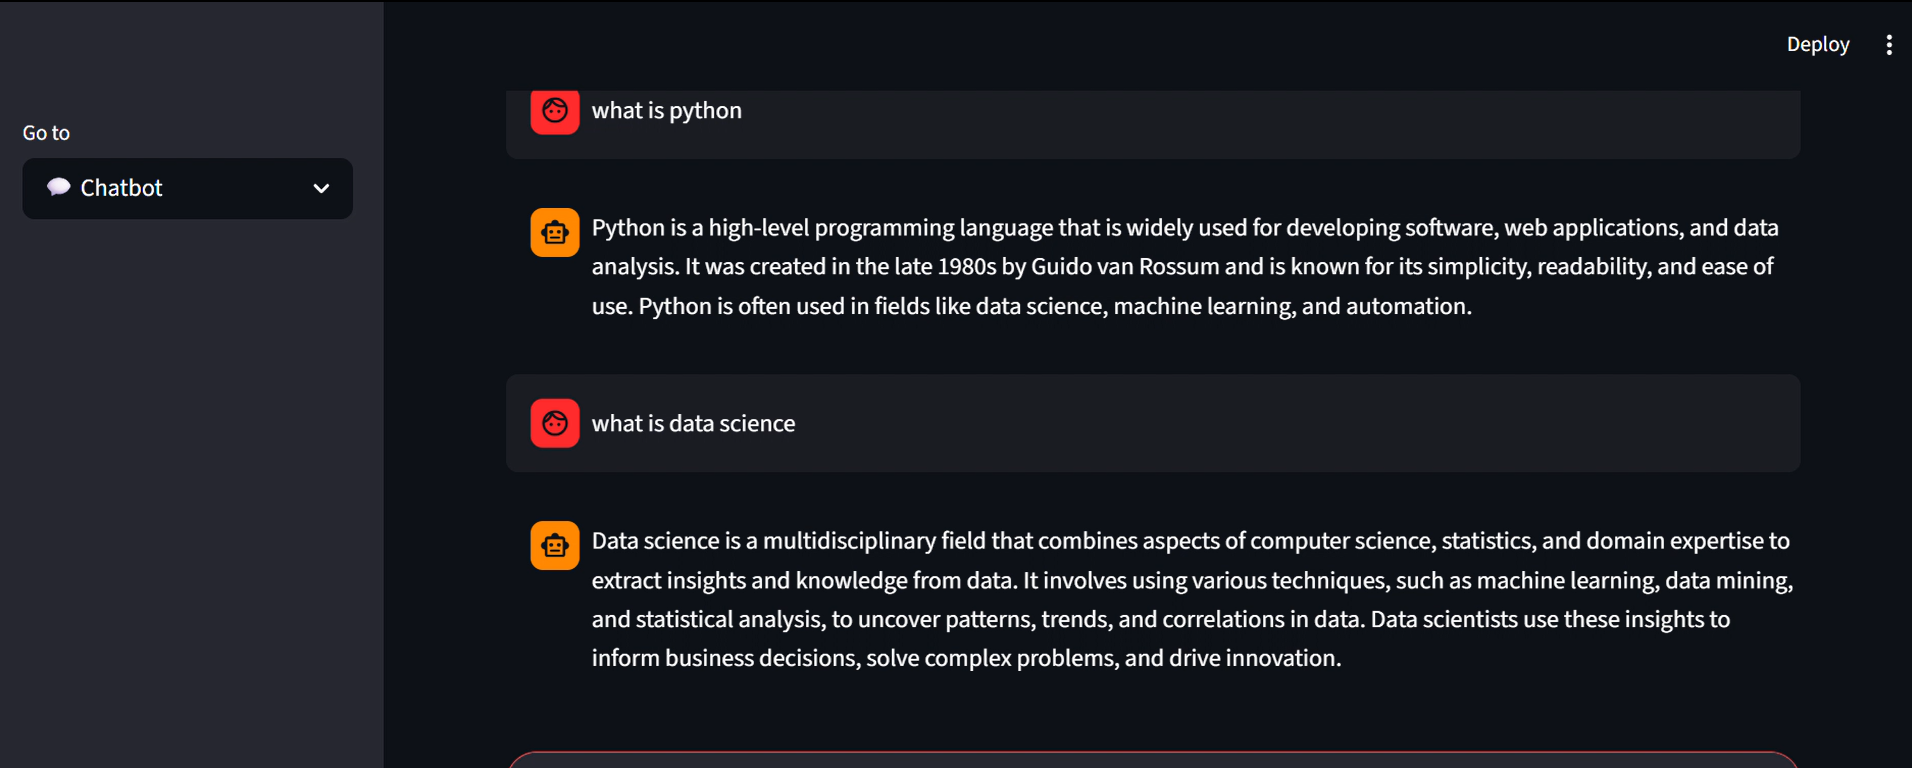 Deploy
Go to
Chatbot
what is python
Python is a high-level programming language that is widely used for developing software, web applications, and data
analysis. It was created in the late 1980s by Guido van Rossum and is known for its simplicity, readability, and ease of
use. Python is often used in fields like data science, machine learning, and automation.
what is data science
Data science is a multidisciplinary field that combines aspects of computer science, statistics, and domain expertise to
extract insights and knowledge from data. It involves using various techniques, such as machine learning, data mining,
and statistical analysis, to uncover patterns, trends, and correlations in data. Data scientists use these insights to
inform business decisions, solve complex problems, and drive innovation.